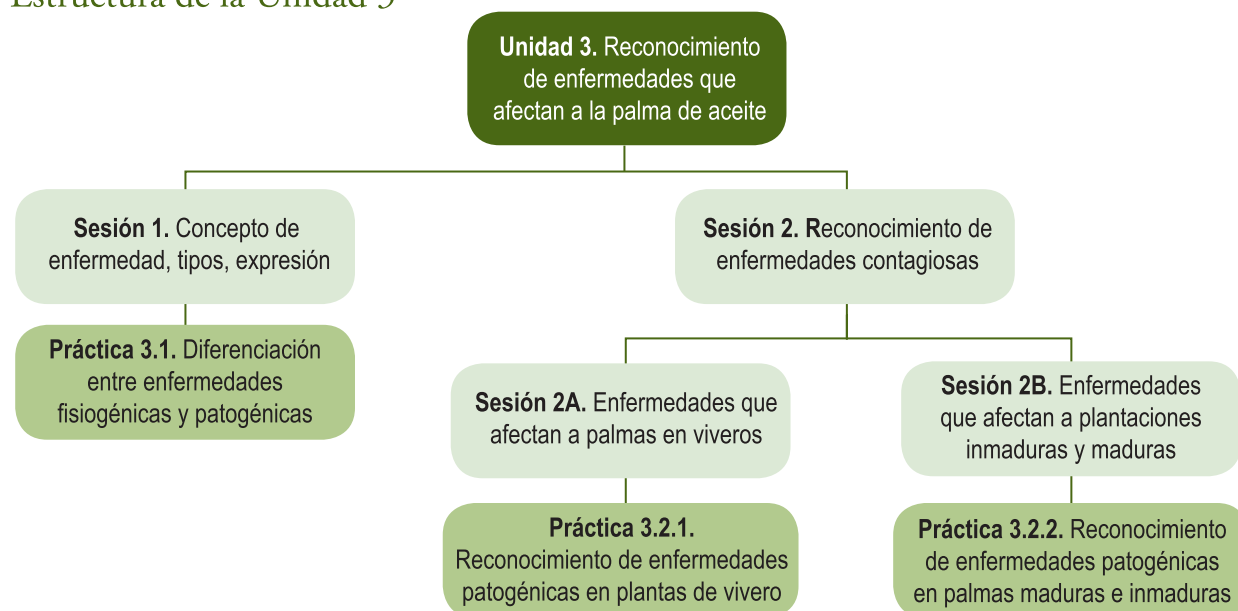 Estructura de la Unidad 3
Unidad 3. Reconocimiento
de enfermedades que
afectan a la palma de aceite
Sesión 1. Concepto de
enfermedad, tipos, expresión
Práctica 3.1. Diferenciación
entre enfermedades
fisiogénicas y patogénicas
Sesión 2. Reconocimiento de
enfermedades contagiosas
Sesión 2A. Enfermedades que
afectan a palmas en viveros
Práctica 3.2.1.
Reconocimiento de enfermedades
patogénicas en plantas de vivero
Sesión 2B. Enfermedades
que afectan a plantaciones
inmaduras y maduras
Práctica 3.2.2. Reconocimiento
de enfermedades patogénicas
en palmas maduras e inmaduras